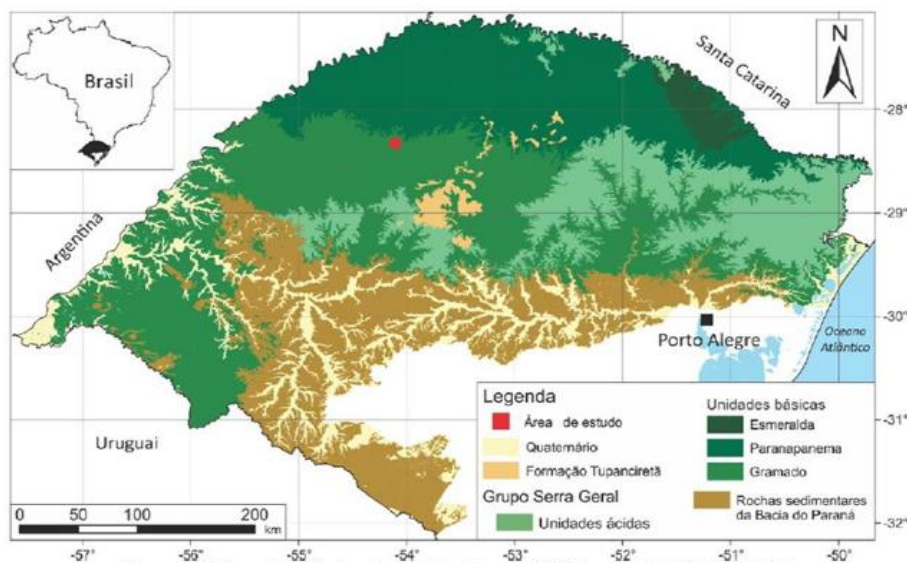 Brasil
N
Santa Catarina
-28°
-29°
-30°
-31°
-32°
Argentina
Porto Alegre
Oceano
Atlântico
Uruguai
Legenda
Área de estudo
Quaternário
Formação Tupanciretã
Grupo Serra Geral
Unidades ácidas
Unidades básicas
Esmeralda
Paranapanema
Gramado
Rochas sedimentares
da Bacia do Paraná
0 50 100 200
km
-57° -56° -55° -54° -53° -52° -51° -50°